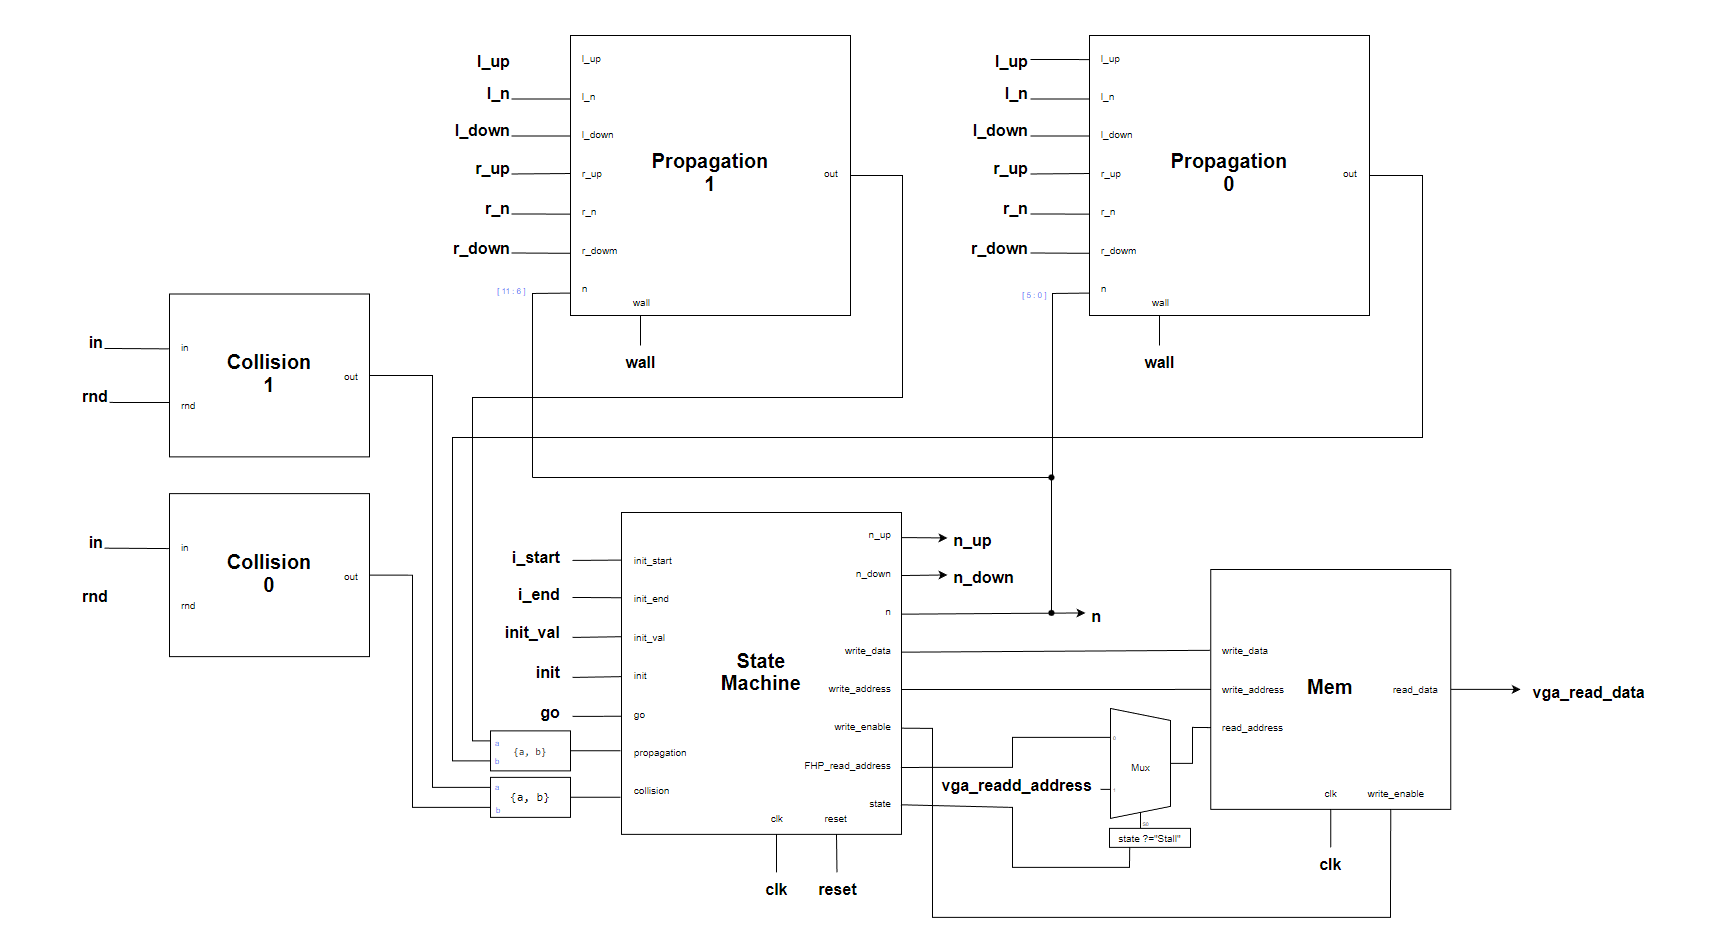 l_up
l_n
l_down
r_up
r_n
r_down
[11:6]
l_up
l_n
l_down
r_up
r_n
r_dowm
n
wall
Propagation
1
out
wall
l_up
l_n
l_down
r_up
r_n
r_down
[5:0]
l_up
l_n
l_down
r_up
r_n
r_dowm
n
wall
Propagation
0
out
wall
in
rnd
in
rnd
Collision
1
out
in
rnd
in
rnd
Collision
0
out
i_start
i_end
init_val
init
go
a
b
{a, b}
a
b
{a, b}
init_start
init_end
init_val
init
go
propagation
collision
State
Machine
n_up
n_down
n
write_data
write_address
write_enable
FHP_read_address
state
clk
reset
clk
reset
n_up
n_down
n
vga_readd_address
0
1
Mux
S0
state ?="Stall"
write_data
write_address
read_address
Mem
read_data
clk
write_enable
clk
vga_read_data